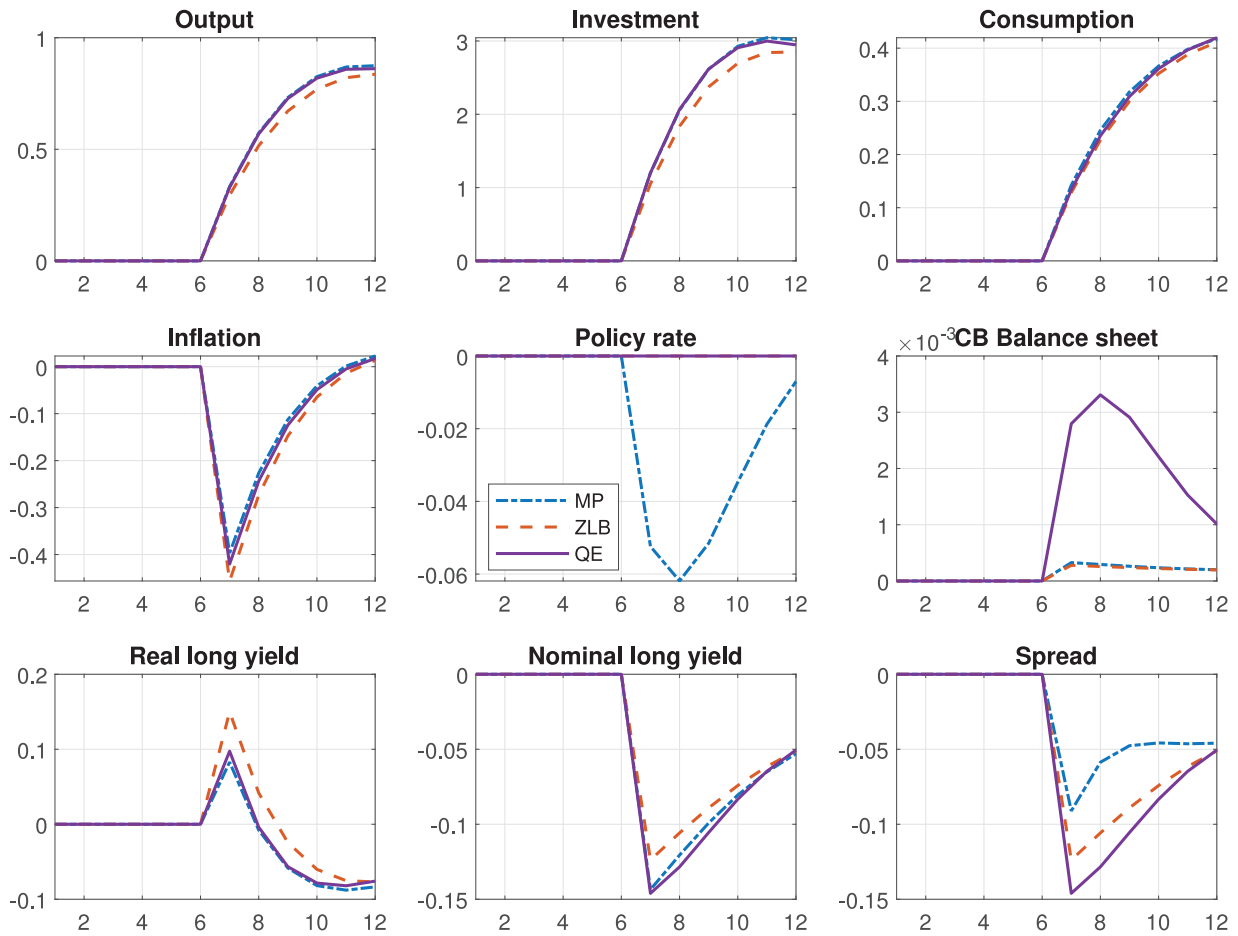 Output
1
0.5
0
2 4 6 8 10 12
Investment
3
2
1
0
2 4 6 8 10 12
Consumption
0.4
0.3
0.2
0.1
0
2 4 6 8 10 12
Inflation
0
-0.1
-0.2
-0.3
-0.4
2 4 6 8 10 12
Policy rate
0
-0.02
-0.04
-0.06
MP
ZLB
QE
2 4 6 8 10 12
×10⁻³ CB Balance sheet
4
3
2
1
0
2 4 6 8 10 12
Real long yield
0.2
0.1
0
-0.1
2 4 6 8 10 12
Nominal long yield
0
-0.05
-0.1
-0.15
2 4 6 8 10 12
Spread
0
-0.05
-0.1
-0.15
2 4 6 8 10 12